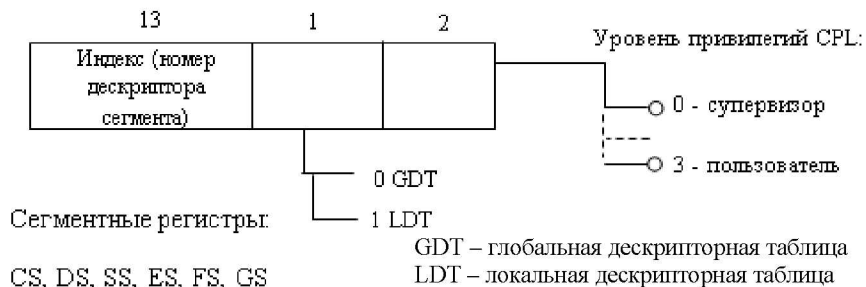 13 1 2
Уровень привилегий CPL:
Индекс (номер
дескриптора
сегмента)
0 - супервизор
3 - пользователь
0 GDT
1 LDT
Сегментные регистры:
GDT – глобальная дескрипторная таблица
CS, DS, SS, ES, FS, GS
LDT – локальная дескрипторная таблица